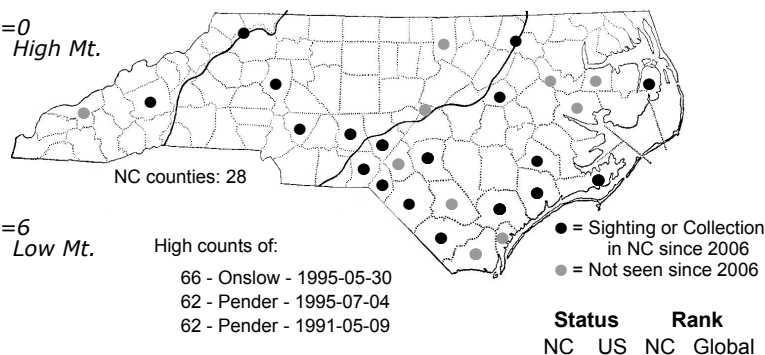 =0
High Mt.
NC counties: 28
=6
Low Mt.
High counts of:
66 - Onslow - 1995-05-30
62 - Pender - 1995-07-04
62 - Pender - 1991-05-09
= Sighting or Collection
in NC since 2006
= Not seen since 2006
Status Rank
NC US NC Global